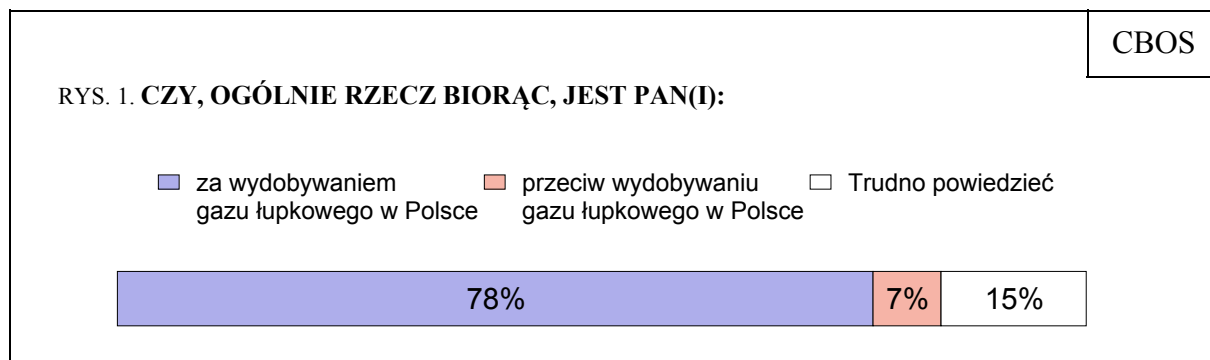 CBOS
RYS. 1. CZY, OGÓLNIE RZECZ BIORĄC, JEST PAN(I):
za wydobywaniem
gazu łupkowego w Polsce
przeciw wydobywaniu
gazu łupkowego w Polsce
Trudno powiedzieć
78%
7%
15%